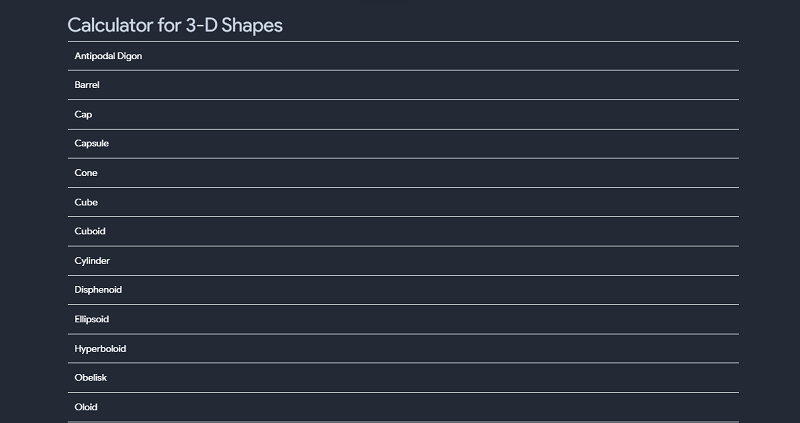 Calculator for 3-D Shapes
Antipodal Digon
Barrel
Cap
Capsule
Cone
Cube
Cuboid
Cylinder
Disphenoid
Ellipsoid
Hyperboloid
Obelisk
Oloid